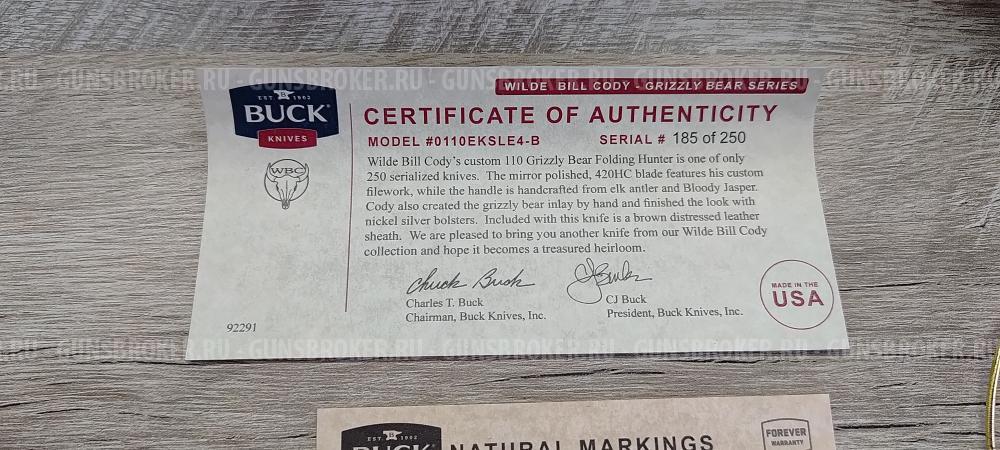 GUNSBROKER.RU - GUNSBROKER.RU - GUNSBROKER.RU - GUNSBROKER.RU - GUNSBROKER.RU
WILDE BILL CODY - GRIZZLY BEAR SERIES
EST. 1902
BUCK
KNIVES
WBC
CERTIFICATE OF AUTHENTICITY
MODEL #0110EKSLE4-B SERIAL # 185 of 250
Wilde Bill Cody's custom 110 Grizzly Bear Folding Hunter is one of only
250 serialized knives. The mirror polished, 420HC blade features his custom
filework, while the handle is handcrafted from elk antler and Bloody Jasper.
Cody also created the grizzly bear inlay by hand and finished the look with
nickel silver bolsters. Included with this knife is a brown distressed leather
sheath. We are pleased to bring you another knife from our Wilde Bill Cody
collection and hope it becomes a treasured heirloom.
Chuck Buck
CJ Buck
Charles T. Buck
Chairman, Buck Knives, Inc.
CJ Buck
President, Buck Knives, Inc.
MADE IN THE
USA
92291
GUNSBROKER.RU - GUNSBROKER.RU - GUNSBROKER.RU - GUNSBROKER.RU - GUNSBROKER.RU
EST. 1902
BUCK
NATURAL MARKINGS
FOREVER
WARRANTY